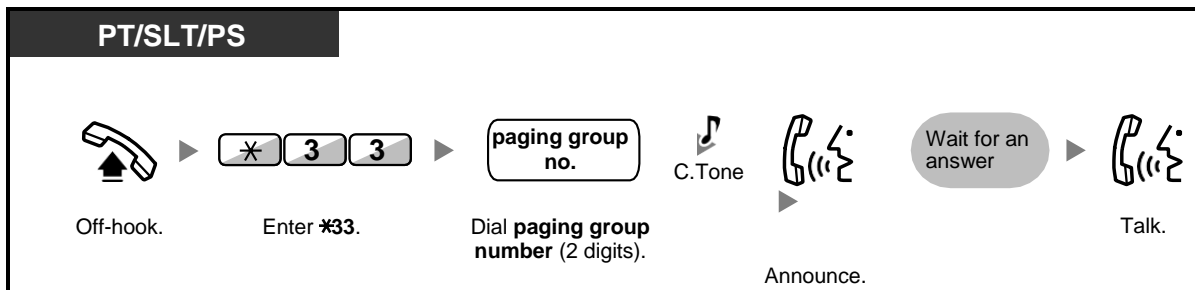 PT/SLT/PS
✳ 3 3
paging group
no.
C.Tone
Wait for an
answer
Off-hook.
Enter ✳33.
Dial paging group
number (2 digits).
Announce.
Talk.